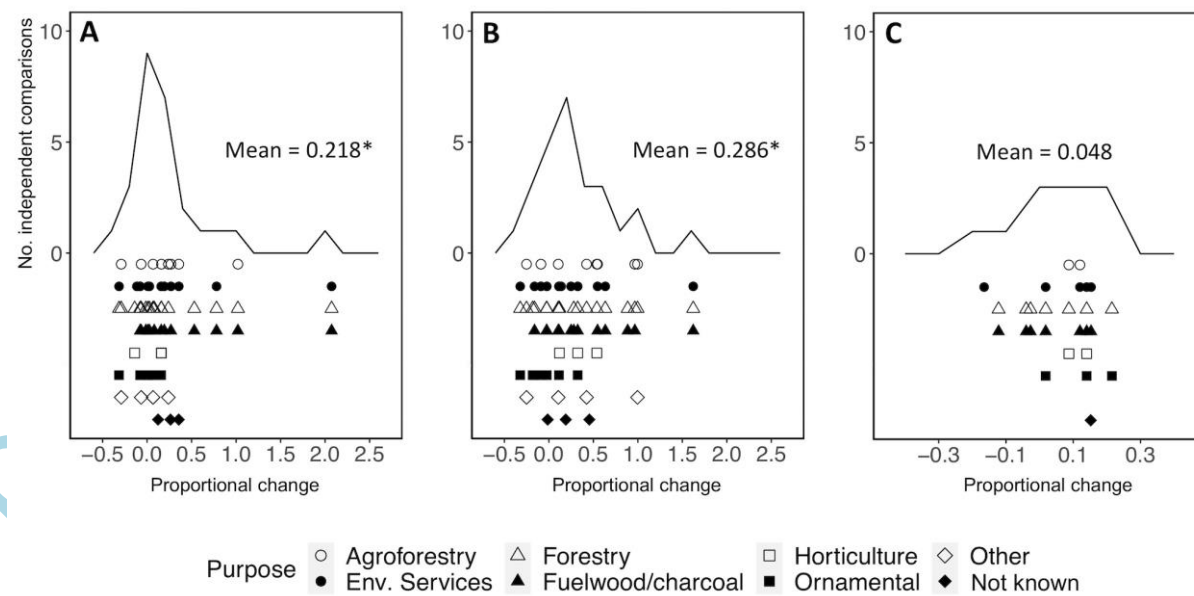 A
B
C
No. independent comparisons
10
5
0
10
5
0
10
5
0
Mean = 0.218*
Mean = 0.286*
Mean = 0.048
−0.5 0.0 0.5 1.0 1.5 2.0 2.5
−0.5 0.0 0.5 1.0 1.5 2.0 2.5
−0.3 −0.1 0.1 0.3
Proportional change
Proportional change
Proportional change
Purpose
Agroforestry Forestry Horticulture Other
Env. Services Fuelwood/charcoal Ornamental Not known